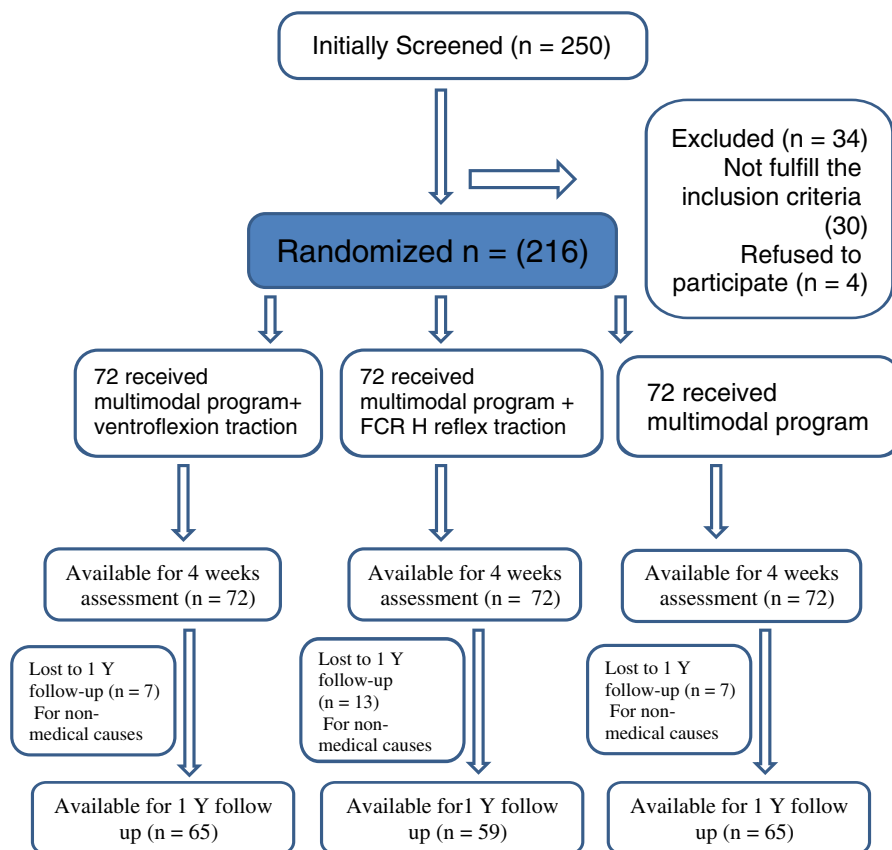 Initially Screened (n = 250)
Excluded (n = 34)
Not fulfill the
inclusion criteria
(30)
Refused to
participate (n = 4)
Randomized n = (216)
72 received
multimodal program+
ventroflexion traction
72 received
multimodal program +
FCR H reflex traction
72 received
multimodal program
Available for 4 weeks
assessment (n = 72)
Available for 4 weeks
assessment (n = 72)
Available for 4 weeks
assessment (n = 72)
Lost to 1 Y
follow-up (n = 7)
For non-
medical causes
Lost to 1 Y
follow-up
(n = 13)
For non-
medical causes
Lost to 1 Y
follow-up (n = 7)
For non-
medical causes
Available for 1 Y follow
up (n = 65)
Available for1 Y follow
up (n = 59)
Available for 1 Y follow
up (n = 65)